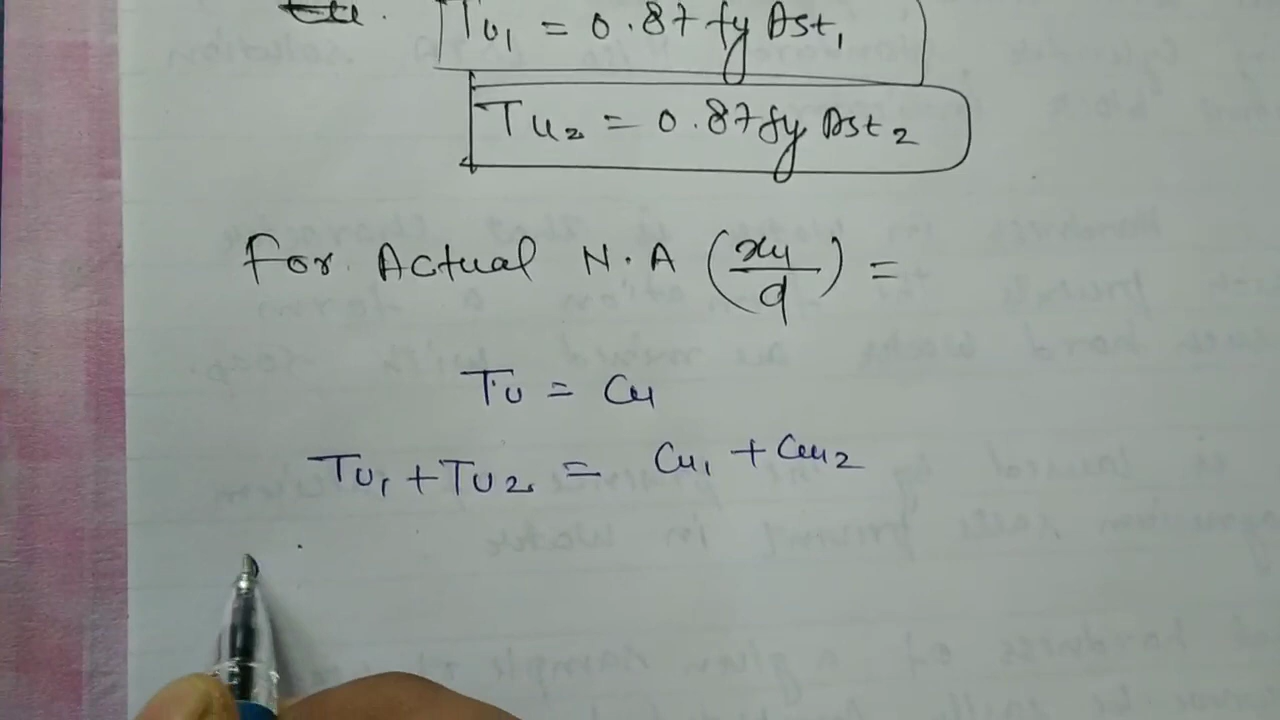 Tu₁ = 0.87 fy Ast₁
Tu₂ = 0.87 fy Ast₂
For Actual N.A (xu/d) =
Tu = Cu
Tu₁ + Tu₂ = Cu₁ + Cu₂